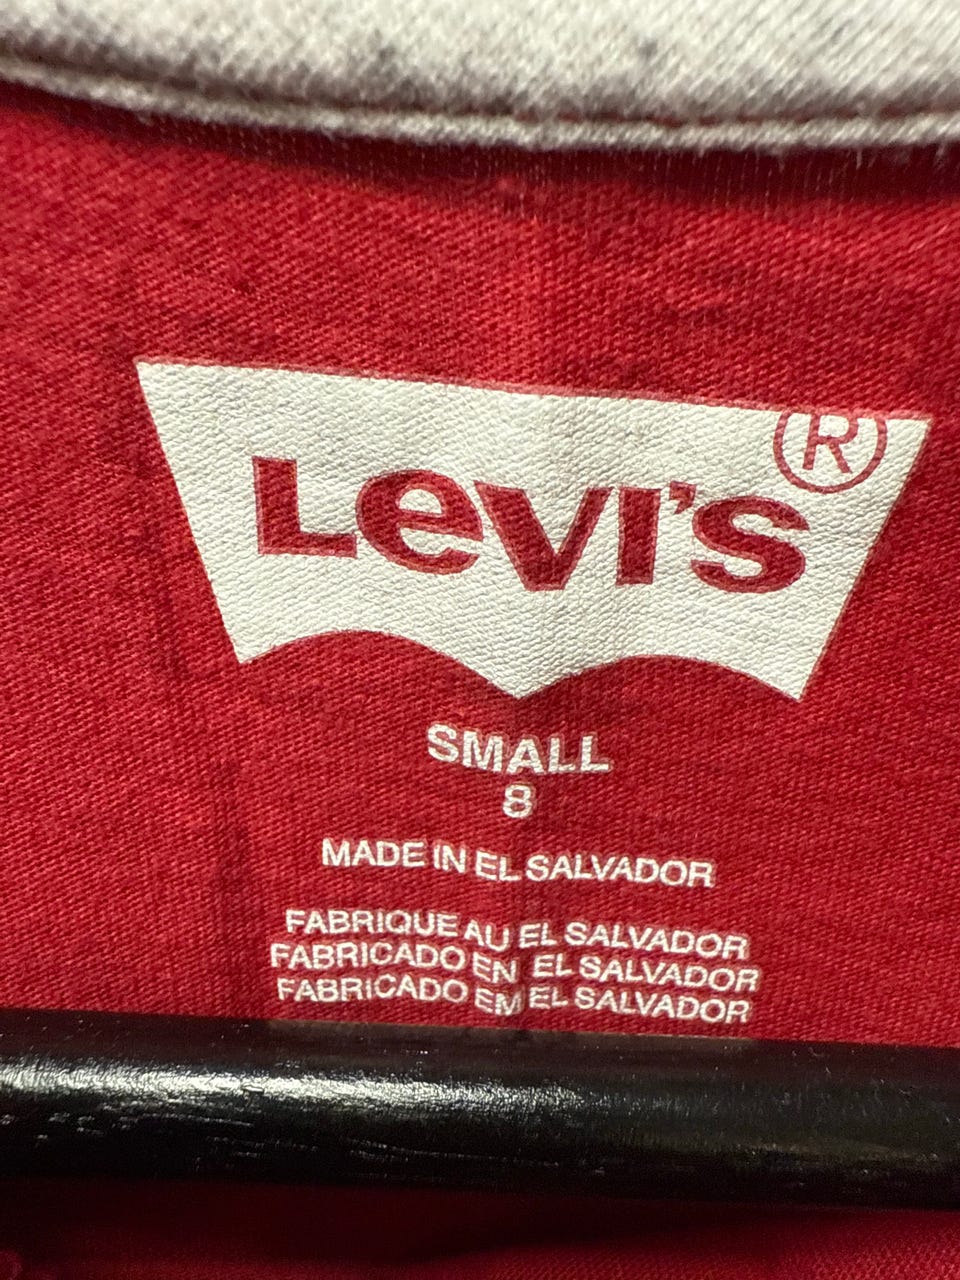 Levi's ®
SMALL
8
MADE IN EL SALVADOR
FABRIQUE AU EL SALVADOR
FABRICADO EN EL SALVADOR
FABRICADO EM EL SALVADOR